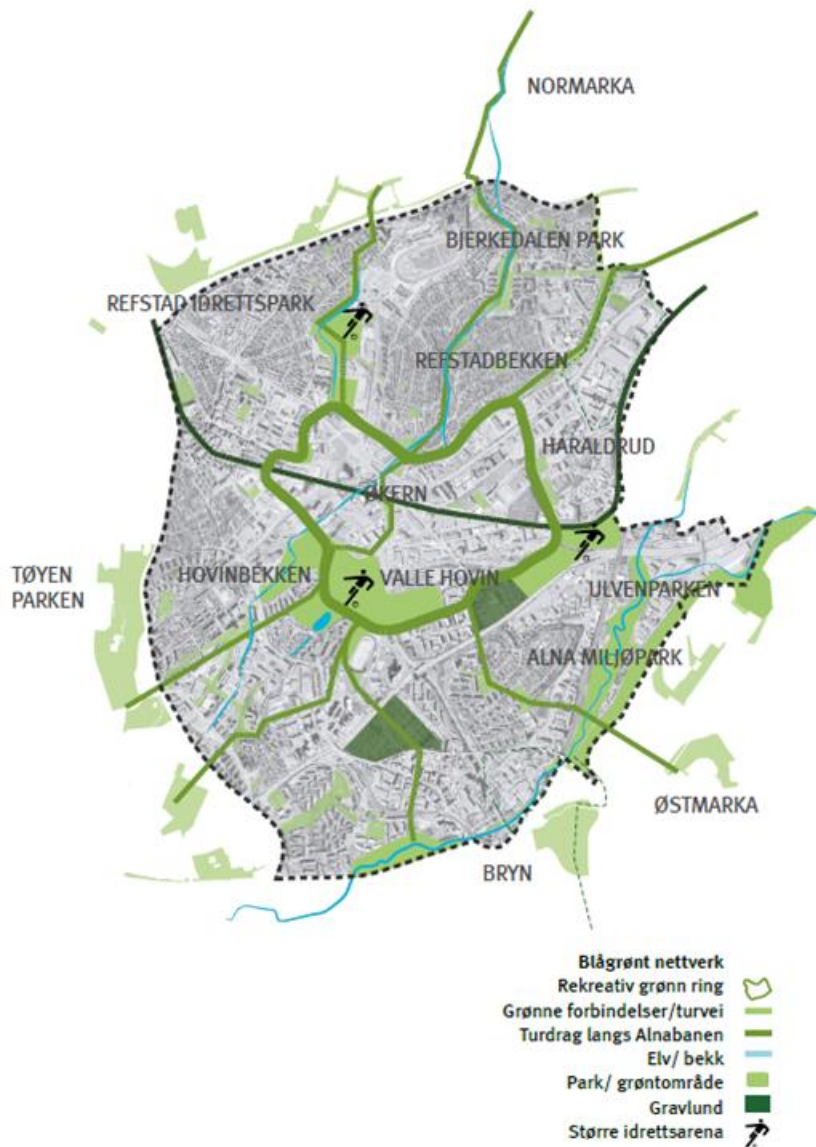 NORMARKA
BJERKEDALEN PARK
REFSTAD IDRETTSPARK
REFSTADBEKKEN
HARALDRUD
ØKERN
TØYEN
PARKEN
HOVINBEKKEN
VALLE HOVIN
ULVENPARKEN
ALNA MILJØPARK
ØSTMARKA
BRYN
Blågrønt nettverk
Rekreativ grønn ring
Grønne forbindelser/turvei
Turdrag langs Alnabanen
Elv/ bekk
Park/ grøntområde
Gravlund
Større idrettsarena